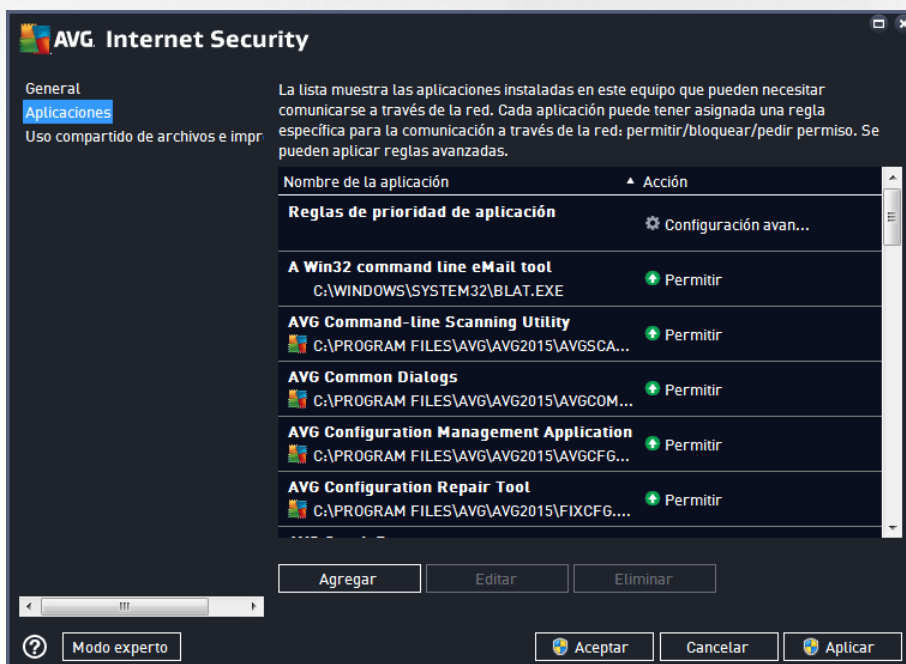 AVG Internet Security
General
Aplicaciones
Uso compartido de archivos e impr
La lista muestra las aplicaciones instaladas en este equipo que pueden necesitar
comunicarse a través de la red. Cada aplicación puede tener asignada una regla
específica para la comunicación a través de la red: permitir/bloquear/pedir permiso. Se
pueden aplicar reglas avanzadas.
Nombre de la aplicación Acción
Reglas de prioridad de aplicación
Configuración avan...
A Win32 command line eMail tool
C:\WINDOWS\SYSTEM32\BLAT.EXE
Permitir
AVG Command-line Scanning Utility
C:\PROGRAM FILES\AVG\AVG2015\AVGSCA...
Permitir
AVG Common Dialogs
C:\PROGRAM FILES\AVG\AVG2015\AVGCOM...
Permitir
AVG Configuration Management Application
C:\PROGRAM FILES\AVG\AVG2015\AVGCFG...
Permitir
AVG Configuration Repair Tool
C:\PROGRAM FILES\AVG\AVG2015\FIXCFG....
Permitir
Agregar Editar Eliminar
? Modo experto Aceptar Cancelar Aplicar